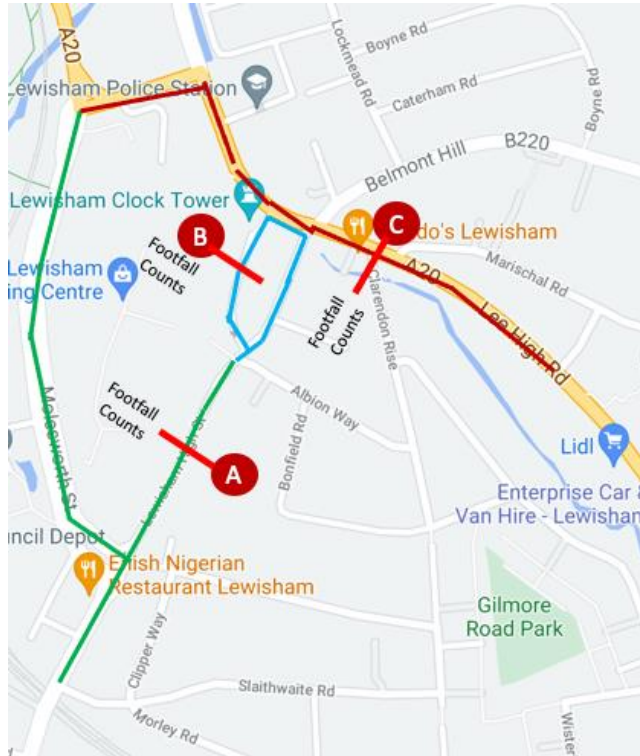 A20
Lewisham Police Station
Lockmead Rd
Boyne Rd
Caterham Rd
Boyne Rd
B220
Belmont Hill
Lewisham Clock Tower
B
C
do's Lewisham
Footfall
Counts
Lewisham
ng Centre
A20
Marischal Rd
Lee High Rd
Footfall
Counts
Clarendon Rise
Footfall
Counts
Molesworth St
Lewisham High St
Albion Way
Bonfield Rd
A
Lidl
Enterprise Car &
Van Hire - Lewisham
uncil Depot
Enish Nigerian
Restaurant Lewisham
Gilmore
Road Park
Clipper Way
Slaithwaite Rd
Morley Rd
Wister
d